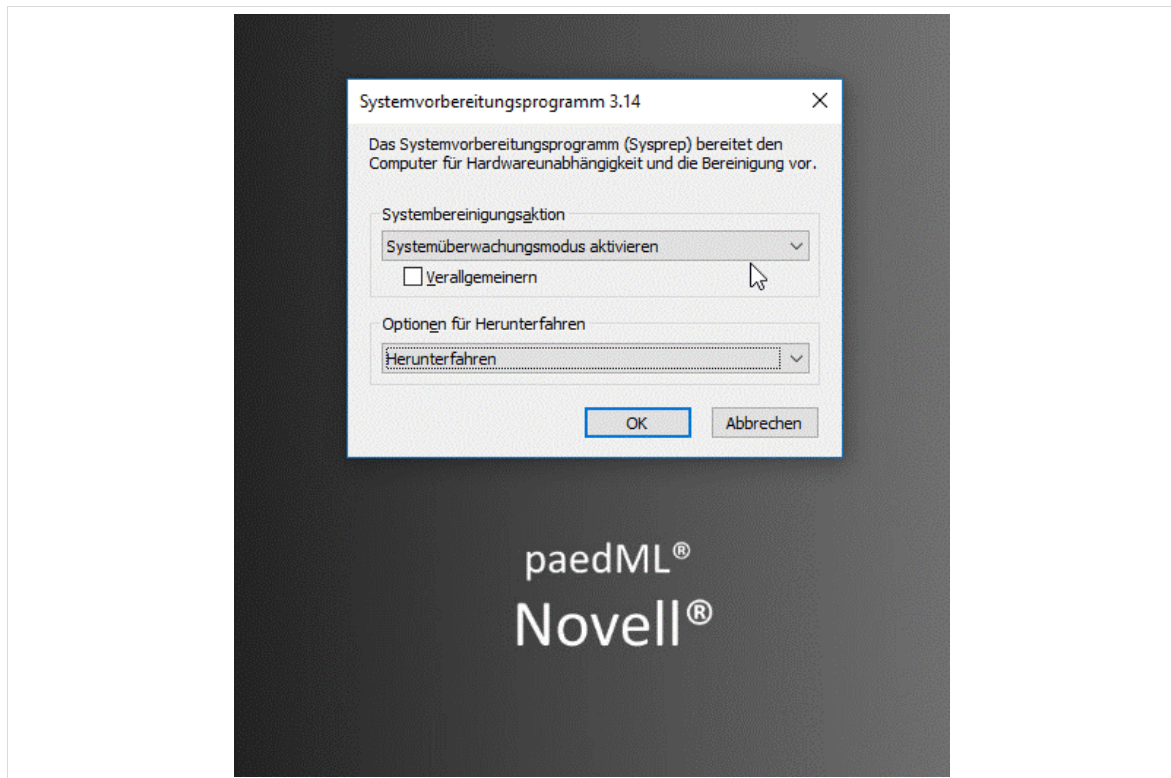 Systemvorbereitungsprogramm 3.14
Das Systemvorbereitungsprogramm (Sysprep) bereitet den
Computer für Hardwareunabhängigkeit und die Bereinigung vor.
Systembereinigungsaktion
Systemüberwachungsmodus aktivieren
Verallgemeinern
Optionen für Herunterfahren
Herunterfahren
OK Abbrechen
paedML®
Novell®